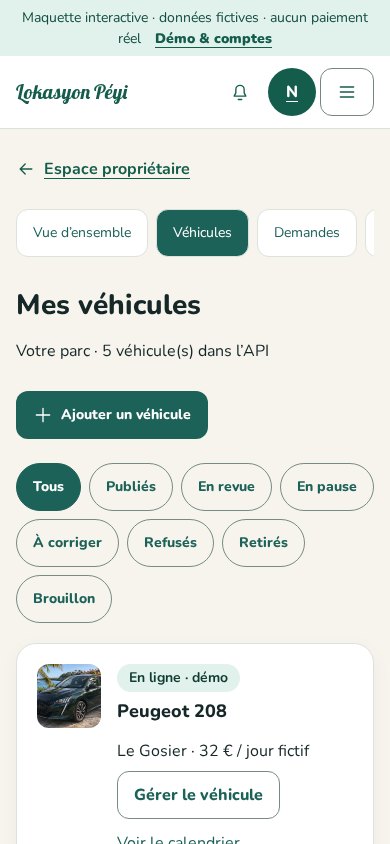 Maquette interactive · données fictives · aucun paiement
réel Démo & comptes
Lokasyon Péyi
N
Espace propriétaire
Vue d’ensemble
Véhicules
Demandes
Mes véhicules
Votre parc · 5 véhicule(s) dans l’API
Ajouter un véhicule
Tous
Publiés
En revue
En pause
À corriger
Refusés
Retirés
Brouillon
En ligne · démo
Peugeot 208
Le Gosier · 32 € / jour fictif
Gérer le véhicule
Voir le calendrier